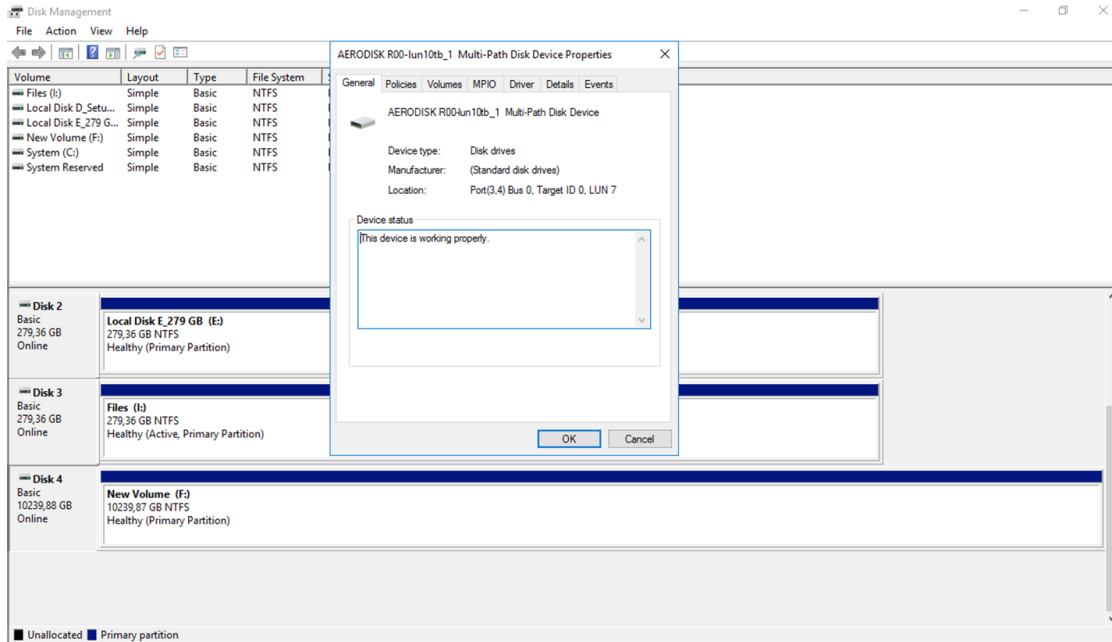 Disk Management
File Action View Help
Volume Layout Type File System
Files (I:) Simple Basic NTFS
Local Disk D_Setu... Simple Basic NTFS
Local Disk E_279 G... Simple Basic NTFS
New Volume (F:) Simple Basic NTFS
System (C:) Simple Basic NTFS
System Reserved Simple Basic NTFS
AERODISK R00-lun10tb_1 Multi-Path Disk Device Properties
General Policies Volumes MPIO Driver Details Events
AERODISK R00-lun10tb_1 Multi-Path Disk Device
Device type: Disk drives
Manufacturer: (Standard disk drives)
Location: Port(3,4) Bus 0, Target ID 0, LUN 7
Device status
This device is working properly.
OK Cancel
Disk 2
Basic
279,36 GB
Online
Local Disk E_279 GB (E:)
279,36 GB NTFS
Healthy (Primary Partition)
Disk 3
Basic
279,36 GB
Online
Files (I:)
279,36 GB NTFS
Healthy (Active, Primary Partition)
Disk 4
Basic
10239,88 GB
Online
New Volume (F:)
10239,87 GB NTFS
Healthy (Primary Partition)
Unallocated Primary partition